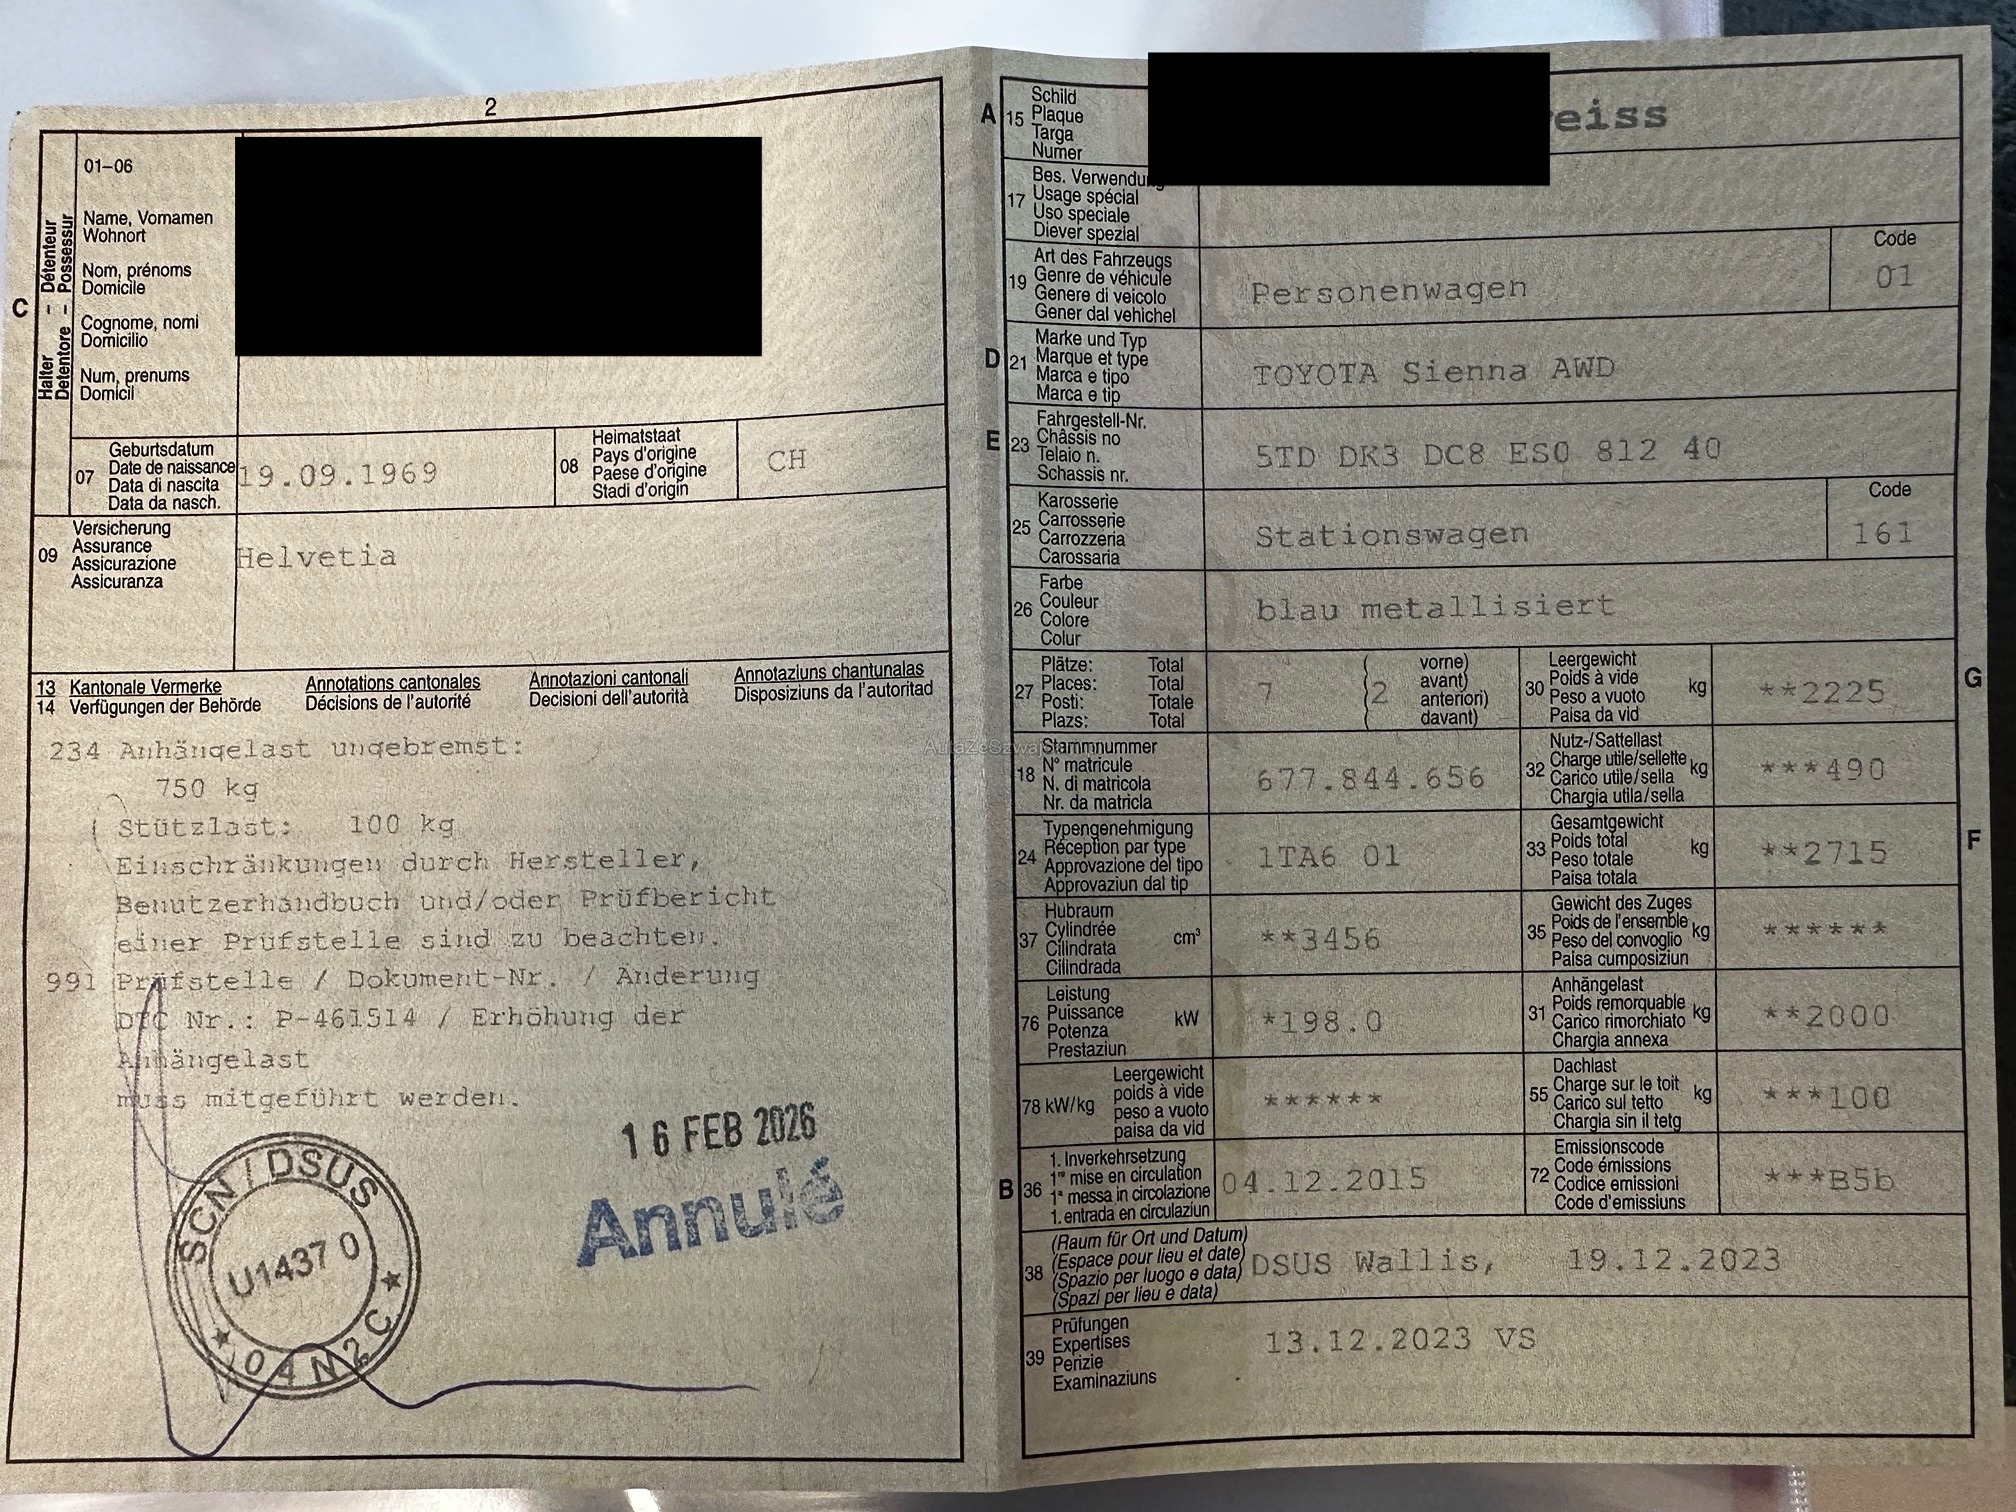 2
01–06
Name, Vornamen
Wohnort
Nom, prénoms
Domicile
Cognome, nomi
Domicilio
Num, prenums
Domicil
C
Halter – Détenteur
Detentore – Possessur
07
Geburtsdatum
Date de naissance
Data di nascita
Data da nasch.
19.09.1969
08
Heimatstaat
Pays d'origine
Paese d'origine
Stadi d'origin
CH
09
Versicherung
Assurance
Assicurazione
Assicuranza
Helvetia
13 Kantonale Vermerke Annotations cantonales Annotazioni cantonali Annotaziuns chantunalas
14 Verfügungen der Behörde Décisions de l'autorité Decisioni dell'autorità Disposiziuns da l'autoritad
234 Anhängelast ungebremst:
750 kg
Stützlast: 100 kg
Einschränkungen durch Hersteller,
Benutzerhandbuch und/oder Prüfbericht
einer Prüfstelle sind zu beachten.
991 Prüfstelle / Dokument-Nr. / Änderung
DTC Nr.: P-461514 / Erhöhung der
Anhängelast
muss mitgeführt werden.
16 FEB 2026
Annulé
SCN / DSUS
U1437 0
04N2C
A
15
Schild
Plaque
Targa
Numer
eiss
17
Bes. Verwendung
Usage spécial
Uso speciale
Diever spezial
19
Art des Fahrzeugs
Genre de véhicule
Genere di veicolo
Gener dal vehichel
Personenwagen
Code
01
D
21
Marke und Typ
Marque et type
Marca e tipo
Marca e tip
TOYOTA Sienna AWD
E
23
Fahrgestell-Nr.
Châssis no
Telaio n.
Schassis nr.
5TD DK3 DC8 ES0 812 40
25
Karosserie
Carrosserie
Carrozzeria
Carossaria
Stationswagen
Code
161
26
Farbe
Couleur
Colore
Colur
blau metallisiert
27
Plätze: Total
Places: Total
Posti: Totale
Plazs: Total
7
2
( vorne)
( avant)
( anteriori)
( davant)
30
Leergewicht
Poids à vide
Peso a vuoto
Paisa da vid
kg
**2225
G
AutaZeSzwajcarii
18
Stammnummer
N° matricule
N. di matricola
Nr. da matricla
677.844.656
32
Nutz-/Sattellast
Charge utile/sellette
Carico utile/sella
Chargia utila/sella
kg
***490
24
Typengenehmigung
Réception par type
Approvazione del tipo
Approvaziun dal tip
1TA6 01
33
Gesamtgewicht
Poids total
Peso totale
Paisa totala
kg
**2715
F
37
Hubraum
Cylindrée
Cilindrata
Cilindrada
cm³
**3456
35
Gewicht des Zuges
Poids de l'ensemble
Peso del convoglio
Paisa cumposiziun
kg
******
76
Leistung
Puissance
Potenza
Prestaziun
kW
*198.0
31
Anhängelast
Poids remorquable
Carico rimorchiato
Chargia annexa
kg
**2000
78 kW/kg
Leergewicht
poids à vide
peso a vuoto
paisa da vid
******
55
Dachlast
Charge sur le toit
Carico sul tetto
Chargia sin il tetg
kg
***100
B
36
1. Inverkehrsetzung
1re mise en circulation
1a messa in circolazione
1. entrada en circulaziun
04.12.2015
72
Emissionscode
Code émissions
Codice emissioni
Code d'emissiuns
***B5b
38
(Raum für Ort und Datum)
(Espace pour lieu et date)
(Spazio per luogo e data)
(Spazi per lieu e data)
DSUS Wallis, 19.12.2023
39
Prüfungen
Expertises
Perizie
Examinaziuns
13.12.2023 VS